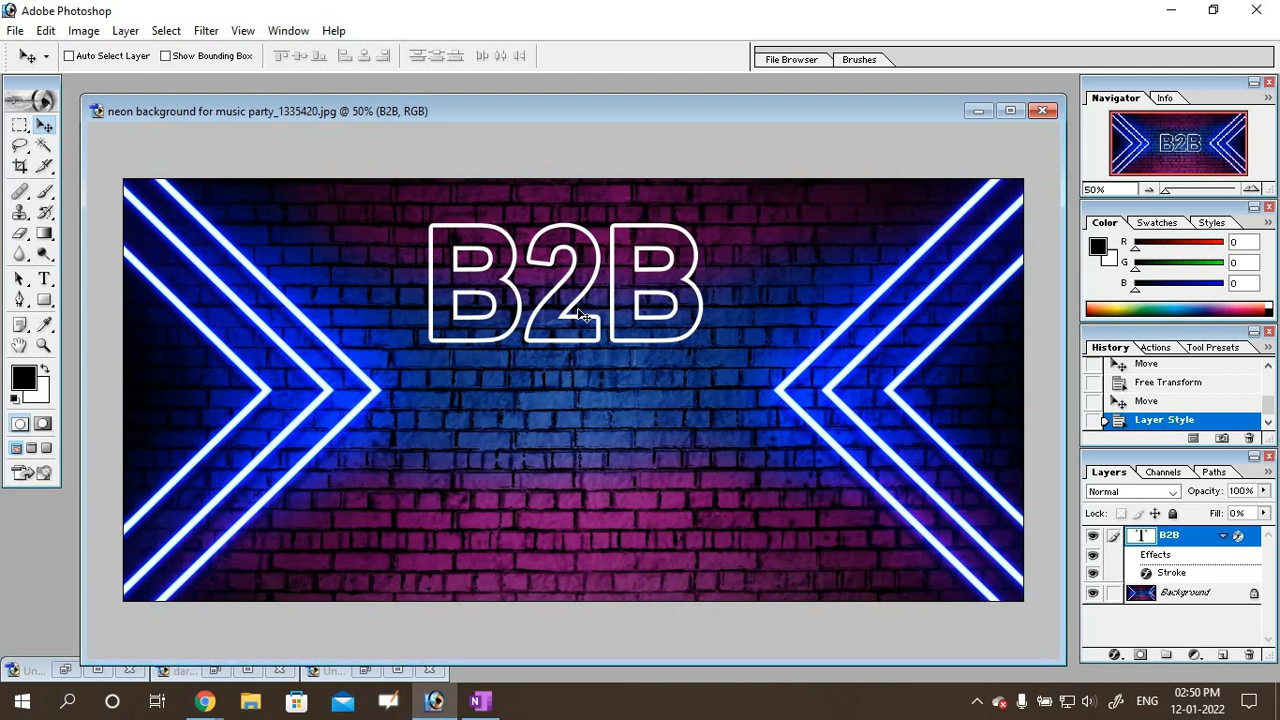 Adobe Photoshop
File Edit Image Layer Select Filter View Window Help
Auto Select Layer Show Bounding Box
File Browser Brushes
neon background for music party_1335420.jpg @ 50% (B2B, RGB)
B2B
Navigator Info
B2B
50%
Color Swatches Styles
R 0
G 0
B 0
History Actions Tool Presets
Move
Free Transform
Move
Layer Style
Layers Channels Paths
Normal Opacity: 100%
Lock: Fill: 0%
T B2B
Effects
Stroke
Background
Un... dar... Un...
ENG 02:50 PM
12-01-2022